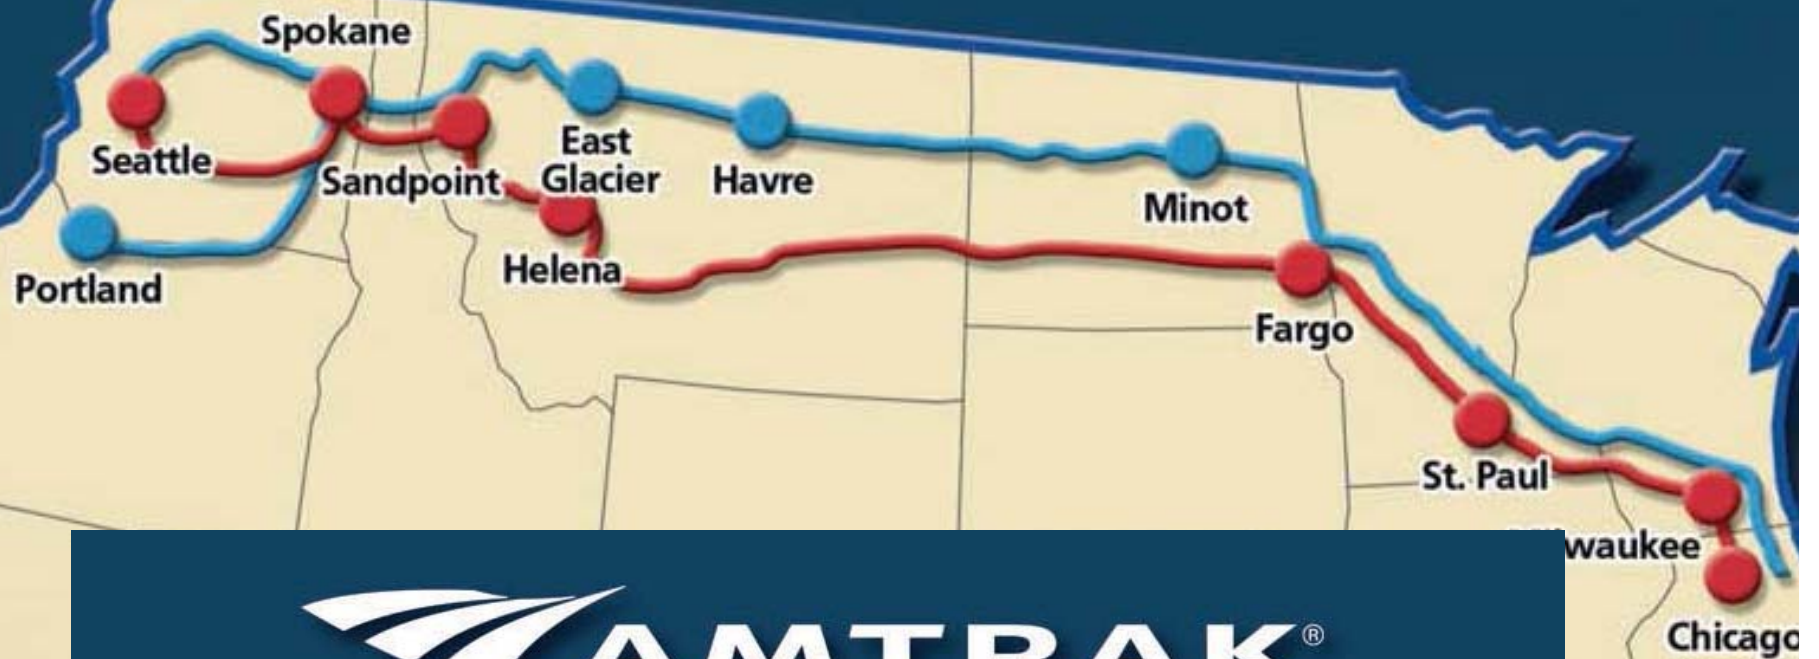 Spokane
Seattle
Sandpoint
East
Glacier
Havre
Minot
Portland
Helena
Fargo
St. Paul
waukee
Chicago
AMTRAK®